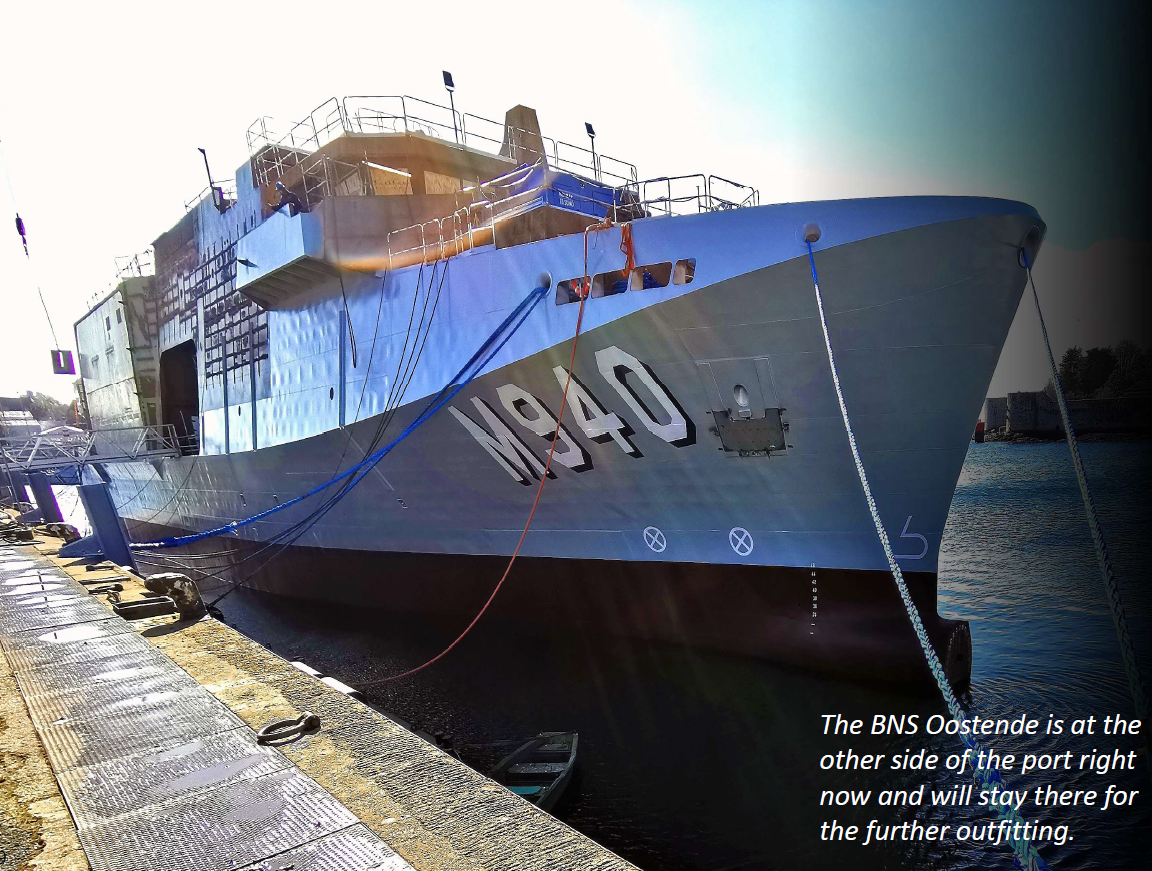 M940
The BNS Oostende is at the
other side of the port right
now and will stay there for
the further outfitting.